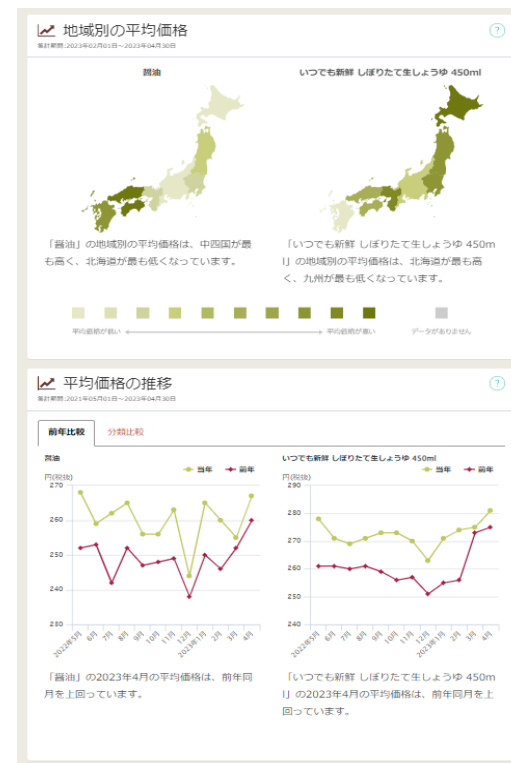 地域別の平均価格
?
集計期間:2023年02月01日～2023年04月30日
醤油
いつでも新鮮 しぼりたて生しょうゆ 450ml
「醤油」の地域別の平均価格は、中四国が最
も高く、北海道が最も低くなっています。
「いつでも新鮮 しぼりたて生しょうゆ 450m
l」の地域別の平均価格は、北海道が最も高
く、九州が最も低くなっています。
平均価格が低い
平均価格が高い
データがありません
平均価格の推移
?
集計期間:2021年05月01日～2023年04月30日
前年比較
分類比較
醤油
円(税抜)
当年
前年
270
260
250
240
230
2022年5月 6月 7月 8月 9月 10月 11月 12月 2023年1月 2月 3月 4月
「醤油」の2023年4月の平均価格は、前年同
月を上回っています。
いつでも新鮮 しぼりたて生しょうゆ 450ml
円(税抜)
当年
前年
290
280
270
260
250
240
2022年5月 6月 7月 8月 9月 10月 11月 12月 2023年1月 2月 3月 4月
「いつでも新鮮 しぼりたて生しょうゆ 450m
l」の2023年4月の平均価格は、前年同月を上
回っています。